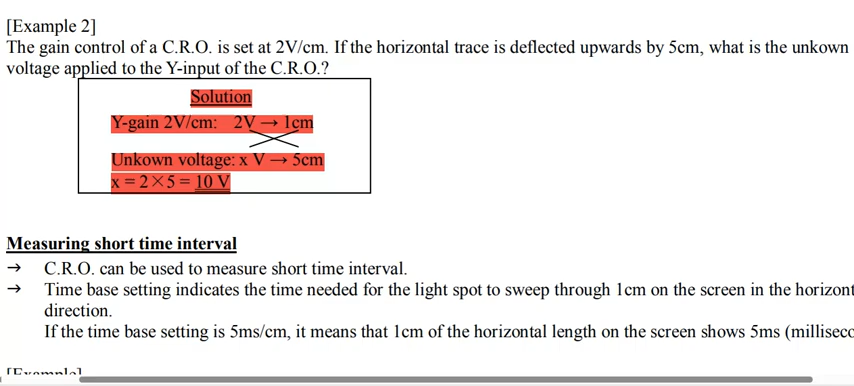 [Example 2]
The gain control of a C.R.O. is set at 2V/cm. If the horizontal trace is deflected upwards by 5cm, what is the unkown
voltage applied to the Y-input of the C.R.O.?
Solution
Y-gain 2V/cm: 2V → 1cm
Unkown voltage: x V → 5cm
x = 2×5 = 10 V
Measuring short time interval
→ C.R.O. can be used to measure short time interval.
→ Time base setting indicates the time needed for the light spot to sweep through 1cm on the screen in the horizont
direction.
If the time base setting is 5ms/cm, it means that 1cm of the horizontal length on the screen shows 5ms (milliseco
[Example]